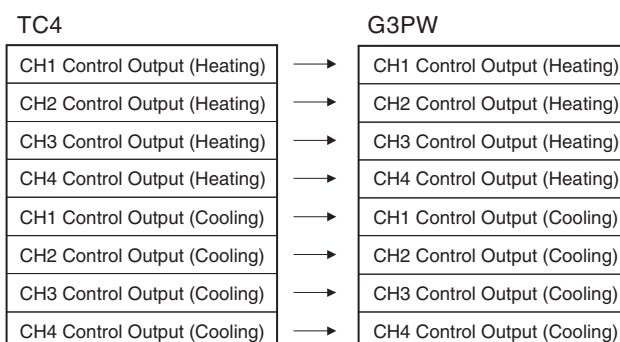 TC4
G3PW
CH1 Control Output (Heating)
CH1 Control Output (Heating)
CH2 Control Output (Heating)
CH2 Control Output (Heating)
CH3 Control Output (Heating)
CH3 Control Output (Heating)
CH4 Control Output (Heating)
CH4 Control Output (Heating)
CH1 Control Output (Cooling)
CH1 Control Output (Cooling)
CH2 Control Output (Cooling)
CH2 Control Output (Cooling)
CH3 Control Output (Cooling)
CH3 Control Output (Cooling)
CH4 Control Output (Cooling)
CH4 Control Output (Cooling)